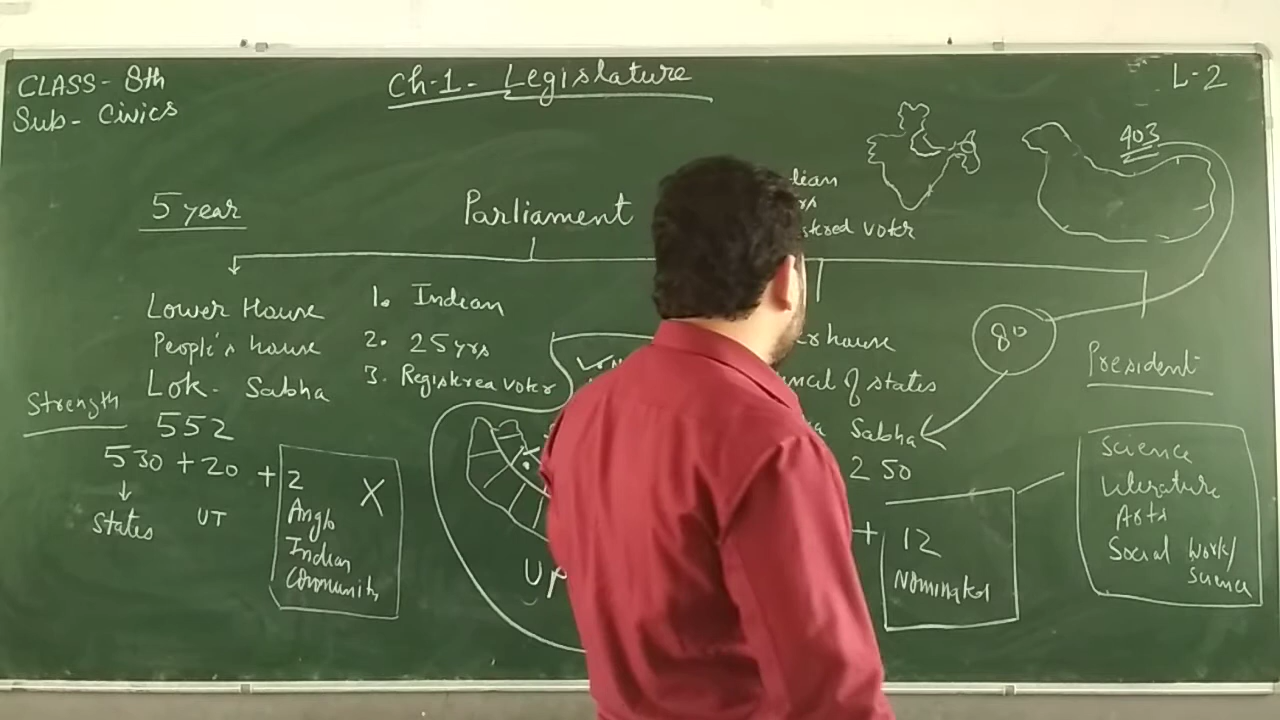 CLASS- 8th
Sub- Civics
Ch-1- Legislature
L-2
5 year
Parliament
403
voter
Lower House
People's house
Lok- Sabha
1. Indian
2. 25 yrs
3. Registrea voter
Strength
552
530 + 20 + 2
States
UT
X
Anglo
Indian
Community
UP
house
of states
Sabha
250
+
12
Nominated
80
President
Science
Literature
Arts
Social Work/
Science